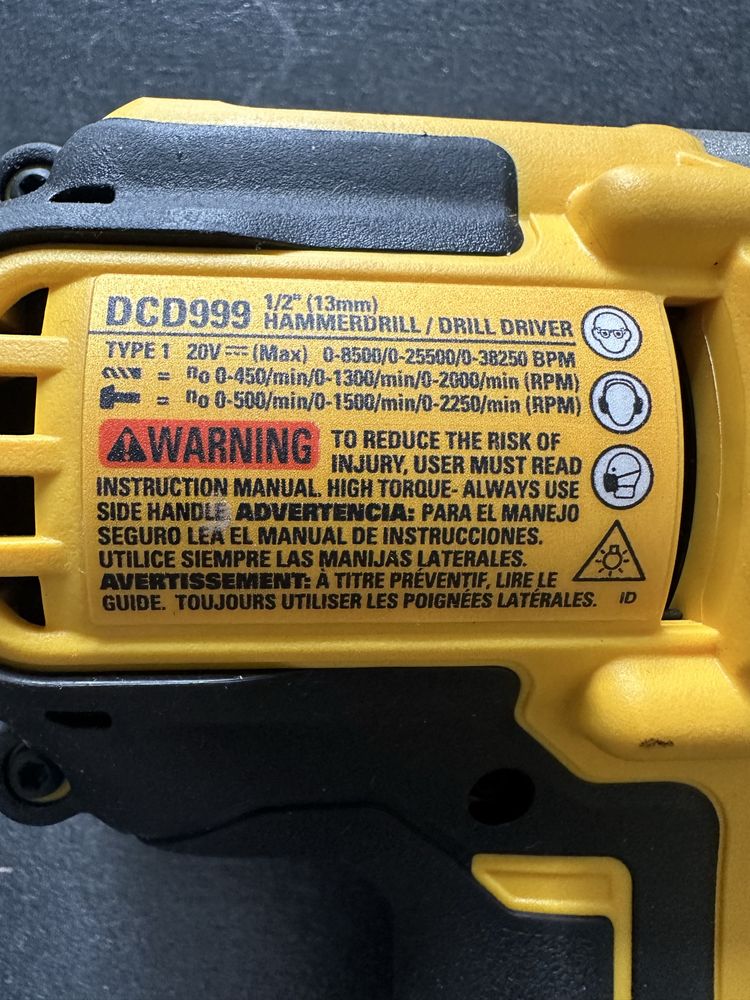 DCD999 1/2" (13mm)
HAMMERDRILL / DRILL DRIVER
TYPE 1 20V ⎓ (Max) 0-8500/0-25500/0-38250 BPM
= no 0-450/min/0-1300/min/0-2000/min (RPM)
= no 0-500/min/0-1500/min/0-2250/min (RPM)
WARNING TO REDUCE THE RISK OF
INJURY, USER MUST READ
INSTRUCTION MANUAL. HIGH TORQUE- ALWAYS USE
SIDE HANDLE ADVERTENCIA: PARA EL MANEJO
SEGURO LEA EL MANUAL DE INSTRUCCIONES.
UTILICE SIEMPRE LAS MANIJAS LATERALES.
AVERTISSEMENT: À TITRE PRÉVENTIF, LIRE LE
GUIDE. TOUJOURS UTILISER LES POIGNÉES LATÉRALES. ID